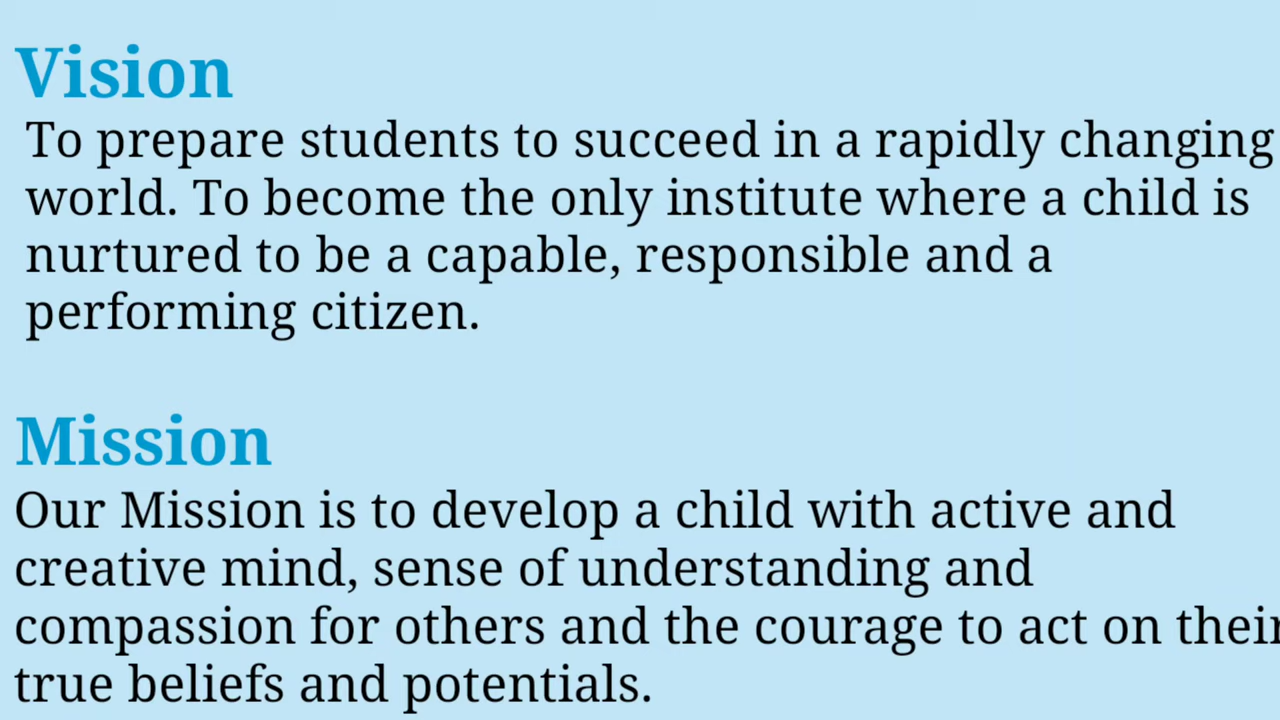 Vision
To prepare students to succeed in a rapidly changing
world. To become the only institute where a child is
nurtured to be a capable, responsible and a
performing citizen.
Mission
Our Mission is to develop a child with active and
creative mind, sense of understanding and
compassion for others and the courage to act on their
true beliefs and potentials.